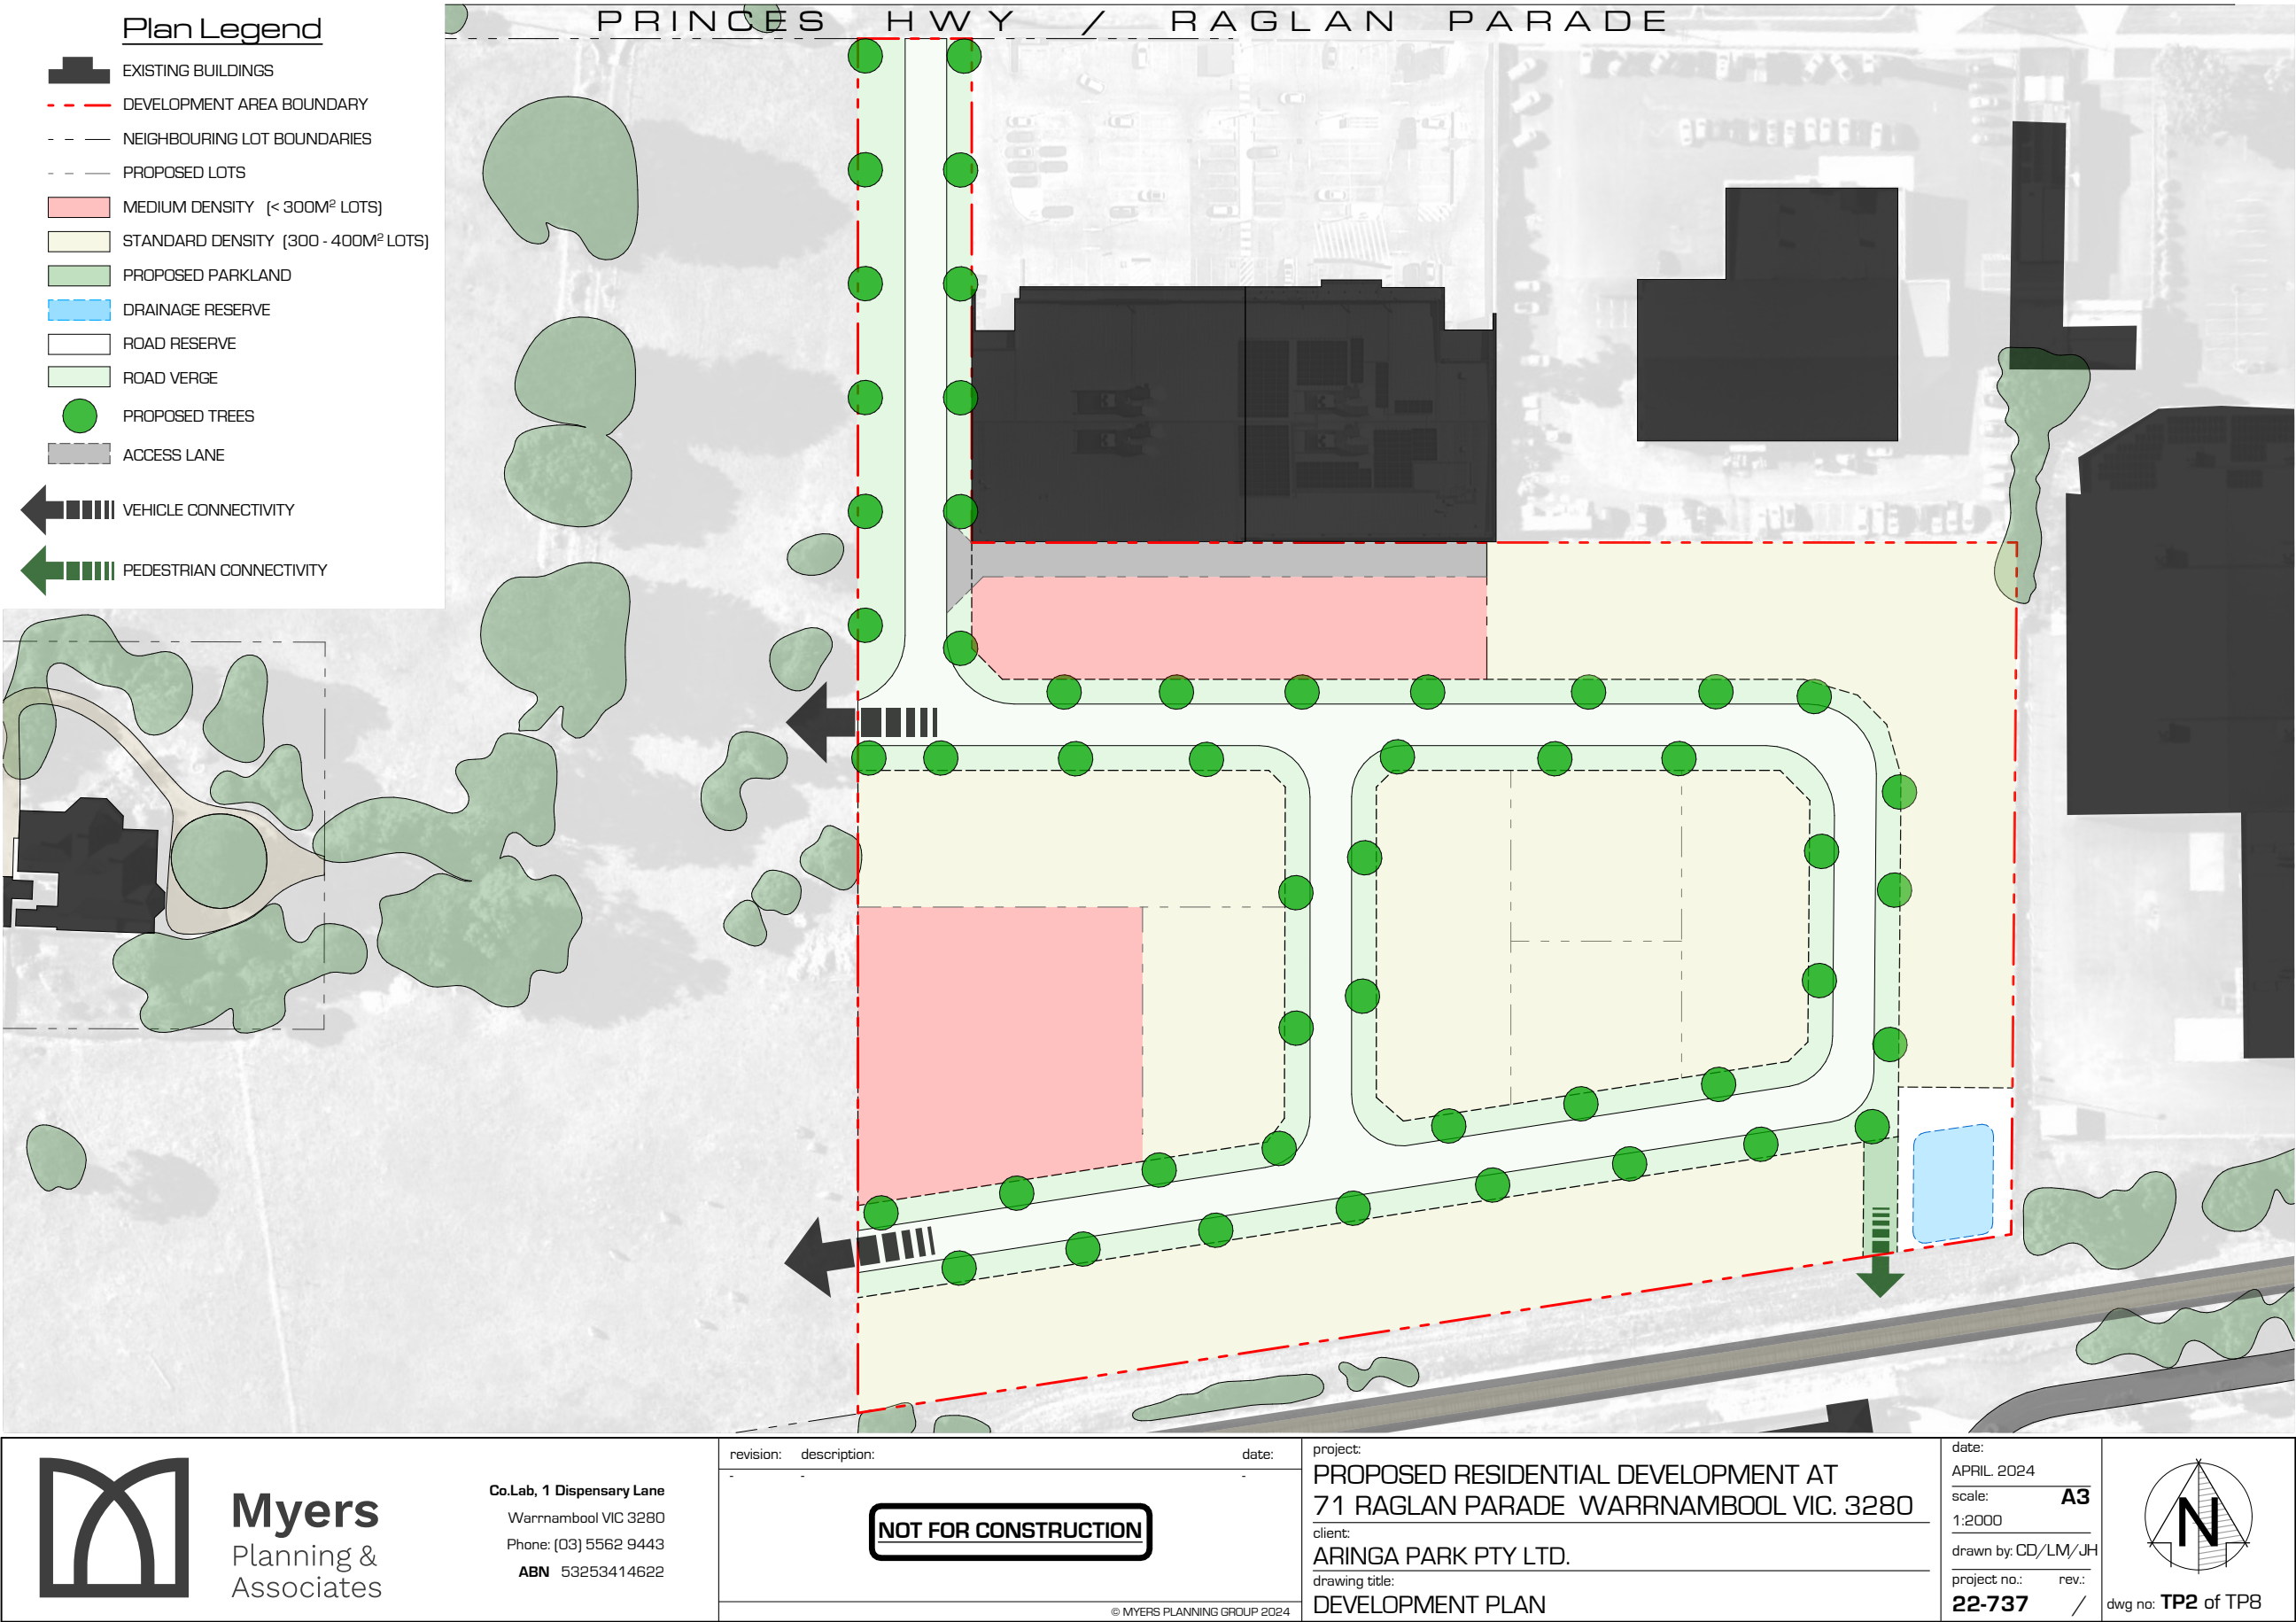 PRINCES HWY / RAGLAN PARADE
Plan Legend
EXISTING BUILDINGS
DEVELOPMENT AREA BOUNDARY
NEIGHBOURING LOT BOUNDARIES
PROPOSED LOTS
MEDIUM DENSITY (< 300M² LOTS)
STANDARD DENSITY (300 - 400M² LOTS)
PROPOSED PARKLAND
DRAINAGE RESERVE
ROAD RESERVE
ROAD VERGE
PROPOSED TREES
ACCESS LANE
VEHICLE CONNECTIVITY
PEDESTRIAN CONNECTIVITY
Myers
Planning &
Associates
Co.Lab, 1 Dispensary Lane
Warrnambool VIC 3280
Phone: (03) 5562 9443
ABN 53253414622
revision: description: date:
- - -
NOT FOR CONSTRUCTION
© MYERS PLANNING GROUP 2024
project:
PROPOSED RESIDENTIAL DEVELOPMENT AT
71 RAGLAN PARADE WARRNAMBOOL VIC. 3280
client:
ARINGA PARK PTY LTD.
drawing title:
DEVELOPMENT PLAN
date:
APRIL. 2024
scale: A3
1:2000
drawn by: CD/LM/JH
project no.: rev.:
22-737 /
N
dwg no: TP2 of TP8